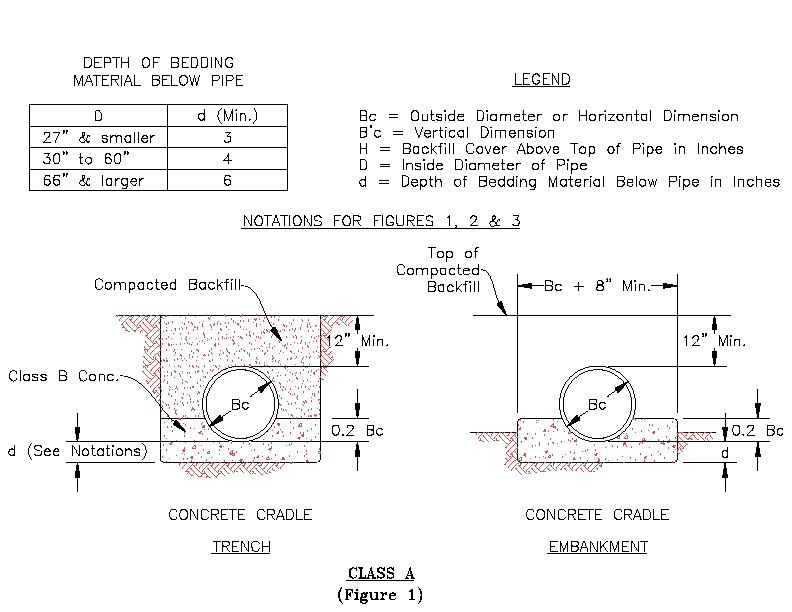 DEPTH OF BEDDING
MATERIAL BELOW PIPE
D d (Min.)
27" & smaller 3
30" to 60" 4
66" & larger 6
LEGEND
Bc = Outside Diameter or Horizontal Dimension
B'c = Vertical Dimension
H = Backfill Cover Above Top of Pipe in Inches
D = Inside Diameter of Pipe
d = Depth of Bedding Material Below Pipe in Inches
NOTATIONS FOR FIGURES 1, 2 & 3
Compacted Backfill
12" Min.
Class B Conc.
Bc
0.2 Bc
d (See Notations)
CONCRETE CRADLE
TRENCH
Top of
Compacted
Backfill
Bc + 8" Min.
12" Min.
Bc
0.2 Bc
d
CONCRETE CRADLE
EMBANKMENT
CLASS A
(Figure 1)